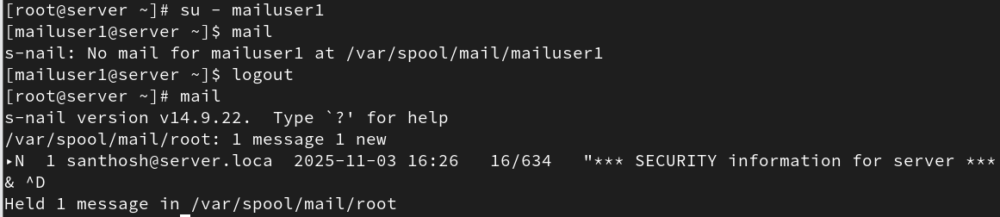 [root@server ~]# su - mailuser1
[mailuser1@server ~]$ mail
s-nail: No mail for mailuser1 at /var/spool/mail/mailuser1
[mailuser1@server ~]$ logout
[root@server ~]# mail
s-nail version v14.9.22.  Type `?' for help
/var/spool/mail/root: 1 message 1 new
▸N  1 santhosh@server.loca  2025-11-03 16:26   16/634   "*** SECURITY information for server ***
& ^D
Held 1 message in /var/spool/mail/root